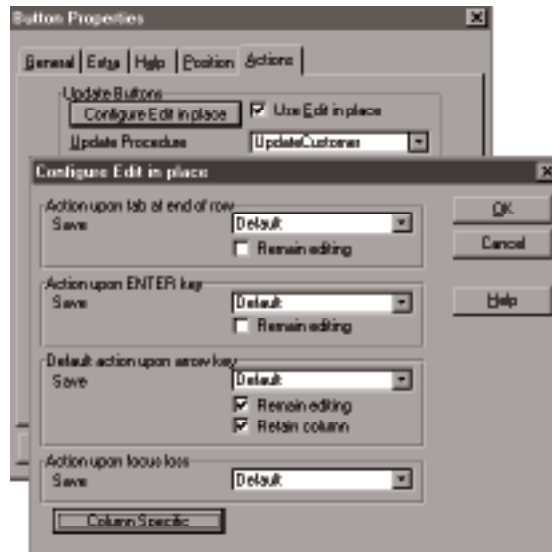 Button Properties
General Extra Help Position Actions
Update Buttons
Configure Edit in place Use Edit in place
Update Procedure UpdateCustomer
Configure Edit in place
Action upon tab at end of row
Save Default
Remain editing
OK
Cancel
Help
Action upon ENTER key
Save Default
Remain editing
Default action upon arrow key
Save Default
Remain editing
Retain column
Action upon focus loss
Save Default
Column Specific